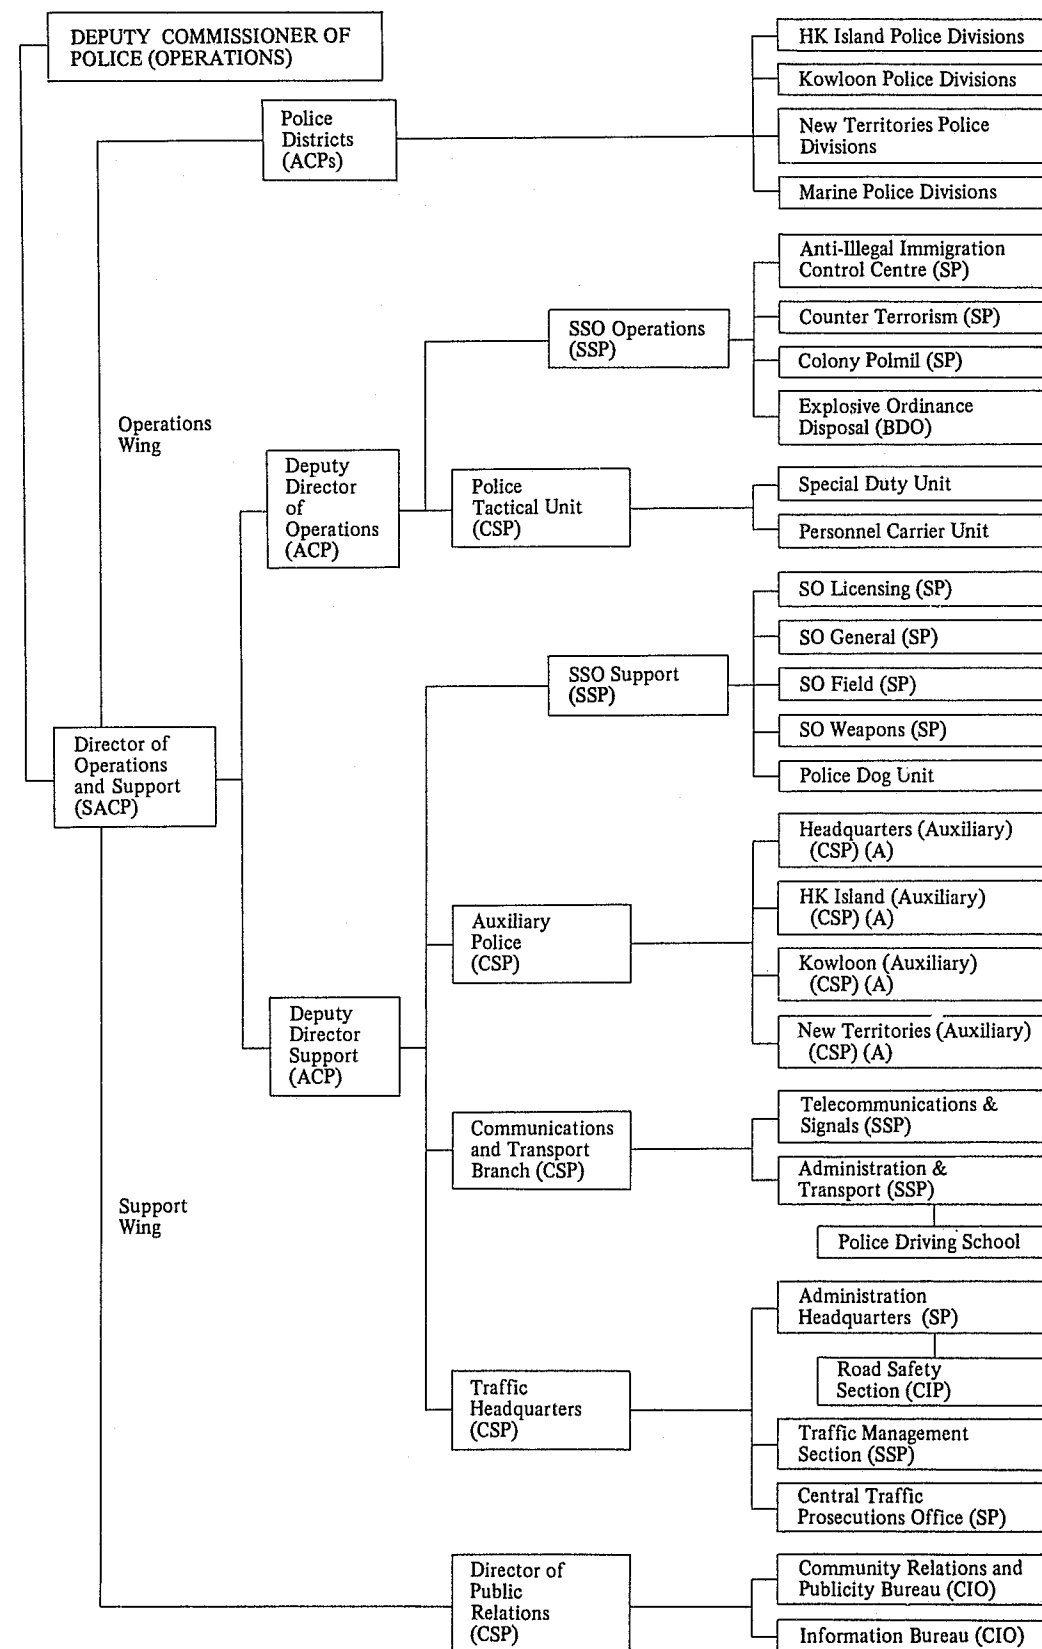 DEPUTY COMMISSIONER OF
POLICE (OPERATIONS)
Police
Districts
(ACPs)
HK Island Police Divisions
Kowloon Police Divisions
New Territories Police
Divisions
Marine Police Divisions
Operations
Wing
Deputy
Director
of
Operations
(ACP)
SSO Operations
(SSP)
Anti-Illegal Immigration
Control Centre (SP)
Counter Terrorism (SP)
Colony Polmil (SP)
Explosive Ordinance
Disposal (BDO)
Police
Tactical Unit
(CSP)
Special Duty Unit
Personnel Carrier Unit
Director of
Operations
and Support
(SACP)
SSO Support
(SSP)
SO Licensing (SP)
SO General (SP)
SO Field (SP)
SO Weapons (SP)
Police Dog Unit
Deputy
Director
Support
(ACP)
Auxiliary
Police
(CSP)
Headquarters (Auxiliary)
(CSP) (A)
HK Island (Auxiliary)
(CSP) (A)
Kowloon (Auxiliary)
(CSP) (A)
New Territories (Auxiliary)
(CSP) (A)
Communications
and Transport
Branch (CSP)
Telecommunications &
Signals (SSP)
Administration &
Transport (SSP)
Police Driving School
Support
Wing
Traffic
Headquarters
(CSP)
Administration
Headquarters (SP)
Road Safety
Section (CIP)
Traffic Management
Section (SSP)
Central Traffic
Prosecutions Office (SP)
Director of
Public
Relations
(CSP)
Community Relations and
Publicity Bureau (CIO)
Information Bureau (CIO)